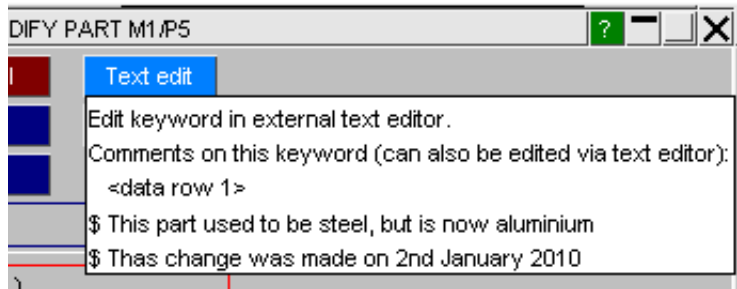 DIFY PART M1/P5
?
Text edit
Edit keyword in external text editor.
Comments on this keyword (can also be edited via text editor):
<data row 1>
$ This part used to be steel, but is now aluminium
$ Thas change was made on 2nd January 2010